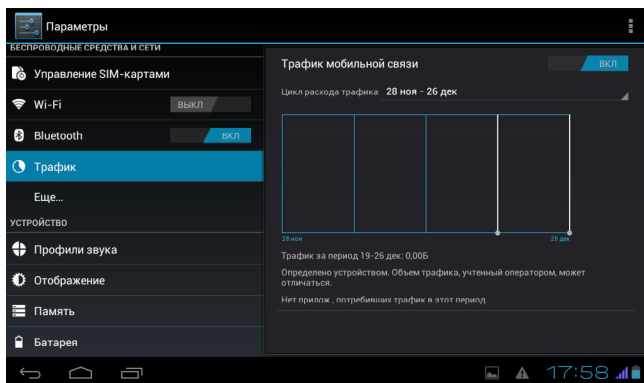 Параметры
БЕСПРОВОДНЫЕ СРЕДСТВА И СЕТИ
Управление SIM-картами
Wi-Fi ВЫКЛ
Bluetooth ВКЛ
Трафик
Еще...
УСТРОЙСТВО
Профили звука
Отображение
Память
Батарея
Трафик мобильной связи ВКЛ
Цикл расхода трафика 28 ноя - 26 дек
28 ноя 26 дек
Трафик за период 19-26 дек: 0,00Б
Определено устройством. Объем трафика, учтенный оператором, может
отличаться.
Нет прилож., потребивших трафик в этот период.
17:58